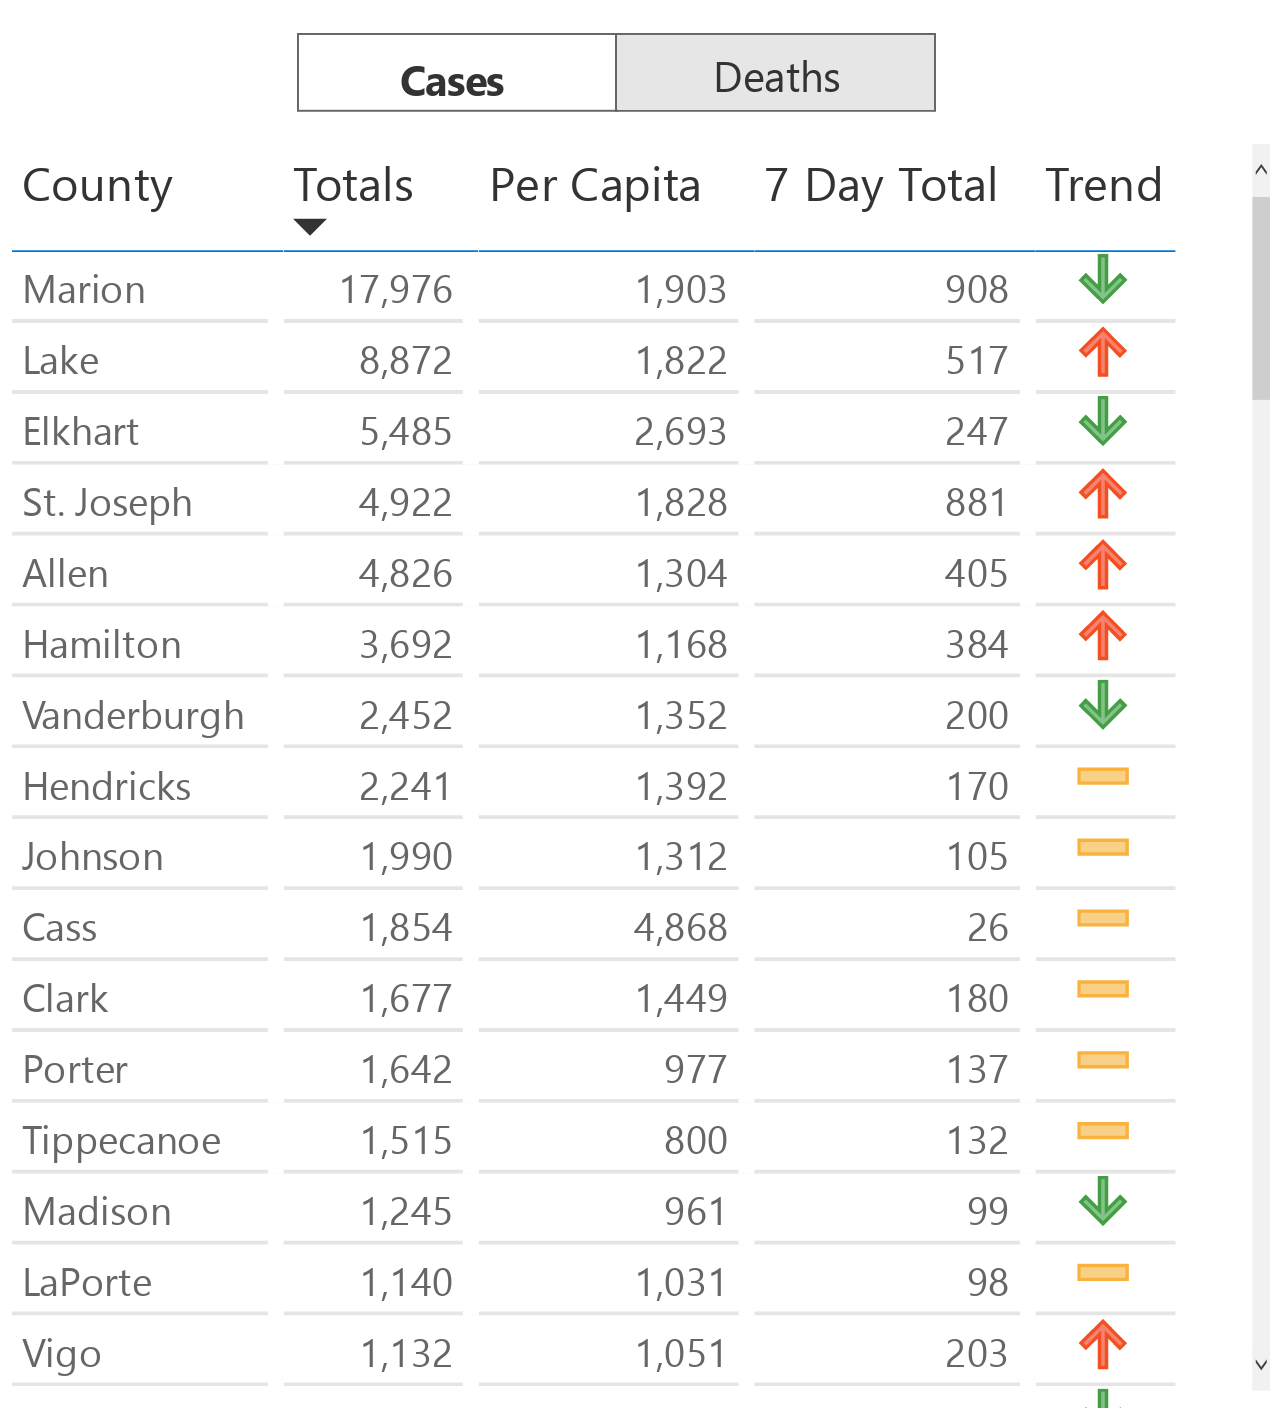 Cases Deaths
County Totals Per Capita 7 Day Total Trend
Marion 17,976 1,903 908
Lake 8,872 1,822 517
Elkhart 5,485 2,693 247
St. Joseph 4,922 1,828 881
Allen 4,826 1,304 405
Hamilton 3,692 1,168 384
Vanderburgh 2,452 1,352 200
Hendricks 2,241 1,392 170
Johnson 1,990 1,312 105
Cass 1,854 4,868 26
Clark 1,677 1,449 180
Porter 1,642 977 137
Tippecanoe 1,515 800 132
Madison 1,245 961 99
LaPorte 1,140 1,031 98
Vigo 1,132 1,051 203